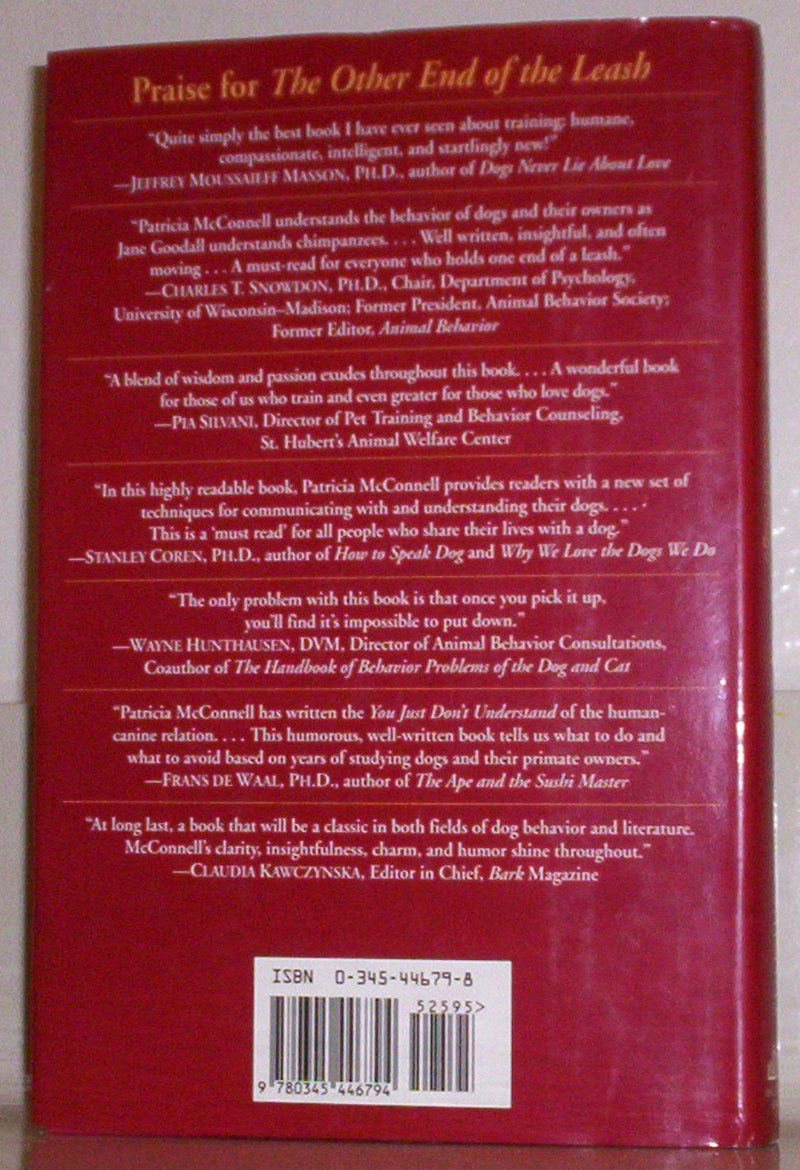 Praise for The Other End of the Leash
“Quite simply the best book I have ever seen about training: humane,
compassionate, intelligent, and startlingly new!”
—JEFFREY MOUSSAIEFF MASSON, PH.D., author of Dogs Never Lie About Love
“Patricia McConnell understands the behavior of dogs and their owners as
Jane Goodall understands chimpanzees. . . . Well written, insightful, and often
moving . . . A must-read for everyone who holds one end of a leash.”
—CHARLES T. SNOWDON, PH.D., Chair, Department of Psychology,
University of Wisconsin–Madison; Former President, Animal Behavior Society;
Former Editor, Animal Behavior
“A blend of wisdom and passion exudes throughout this book. . . . A wonderful book
for those of us who train and even greater for those who love dogs.”
—PIA SILVANI, Director of Pet Training and Behavior Counseling,
St. Hubert's Animal Welfare Center
“In this highly readable book, Patricia McConnell provides readers with a new set of
techniques for communicating with and understanding their dogs. . . .
This is a ‘must read’ for all people who share their lives with a dog.”
—STANLEY COREN, PH.D., author of How to Speak Dog and Why We Love the Dogs We Do
“The only problem with this book is that once you pick it up,
you'll find it's impossible to put down.”
—WAYNE HUNTHAUSEN, DVM, Director of Animal Behavior Consultations,
Coauthor of The Handbook of Behavior Problems of the Dog and Cat
“Patricia McConnell has written the You Just Don't Understand of the human-
canine relation. . . . This humorous, well-written book tells us what to do and
what to avoid based on years of studying dogs and their primate owners.”
—FRANS DE WAAL, PH.D., author of The Ape and the Sushi Master
“At long last, a book that will be a classic in both fields of dog behavior and literature.
McConnell's clarity, insightfulness, charm, and humor shine throughout.”
—CLAUDIA KAWCZYNSKA, Editor in Chief, Bark Magazine
ISBN 0-345-44679-8
52595>
9 780345 446794